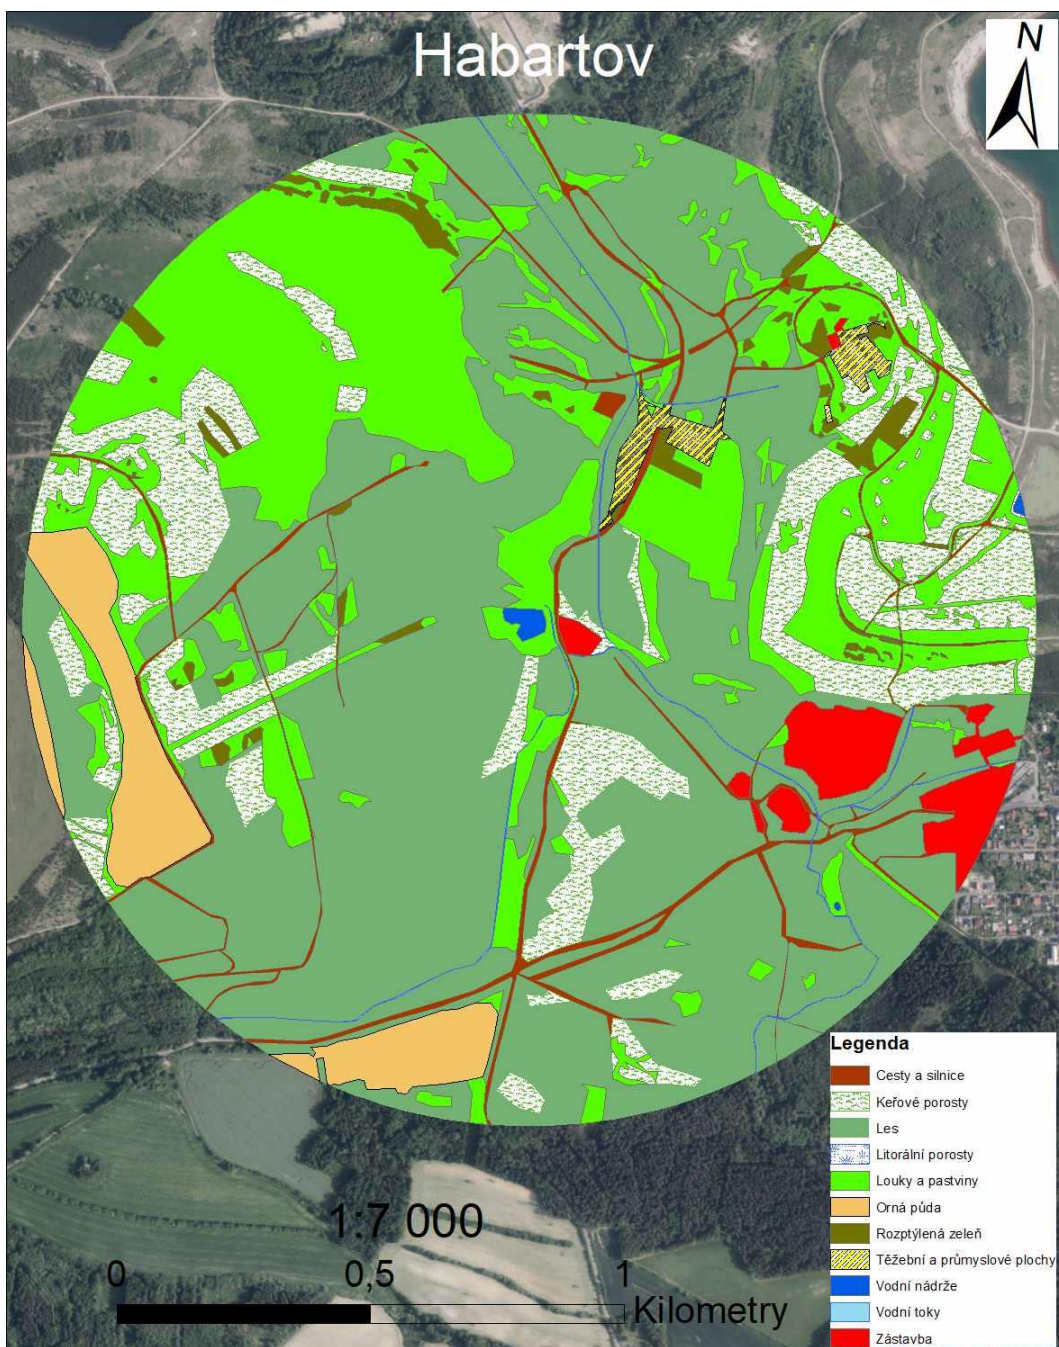 Habartov
N
Legenda
Cesty a silnice
Keřové porosty
Les
Litorální porosty
Louky a pastviny
Orná půda
Rozptýlená zeleň
Těžební a průmyslové plochy
Vodní nádrže
Vodní toky
Zástavba
1:7 000
0 0,5 1
Kilometry